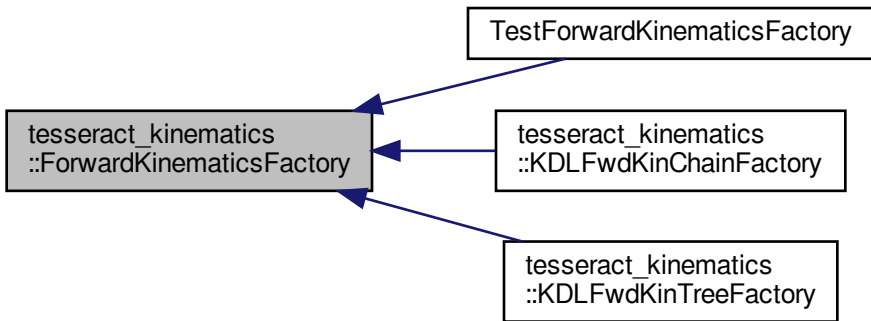 TestForwardKinematicsFactory
tesseract_kinematics
::ForwardKinematicsFactory
tesseract_kinematics
::KDLFwdKinChainFactory
tesseract_kinematics
::KDLFwdKinTreeFactory